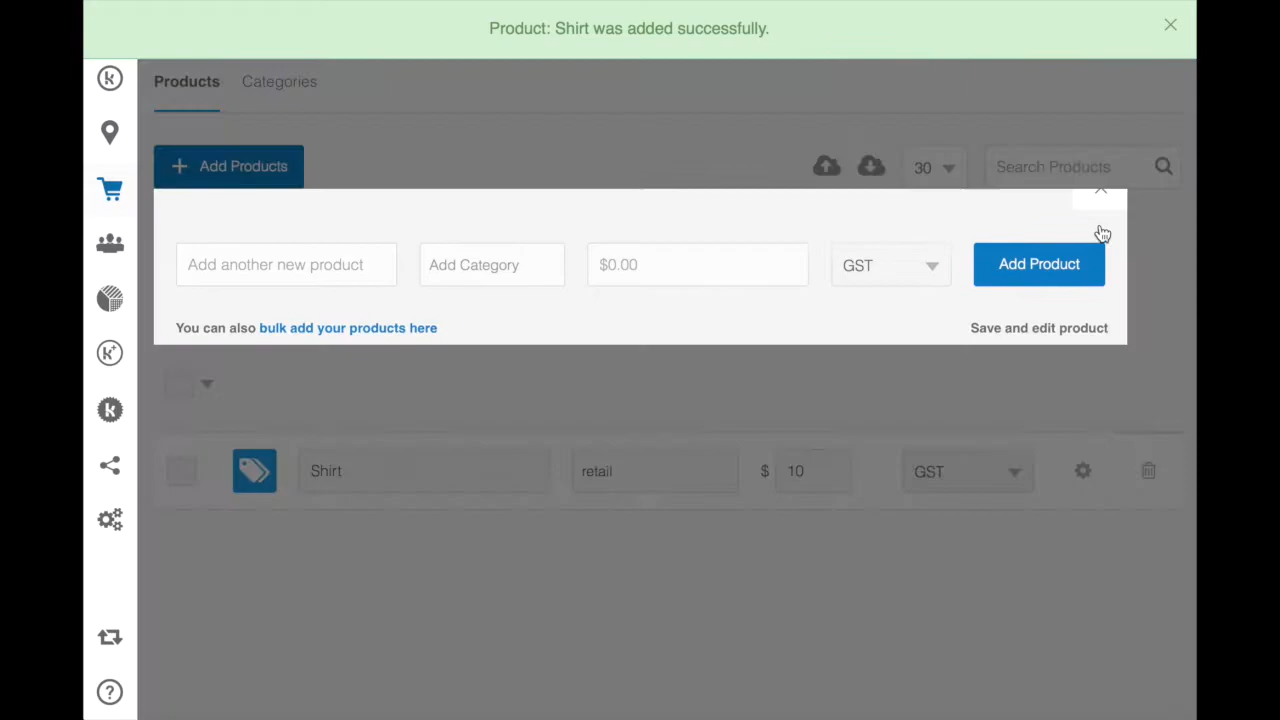 Product: Shirt was added successfully.
Products Categories
Add Products 30 Search Products
Add another new product Add Category $0.00 GST Add Product
You can also bulk add your products here Save and edit product
Shirt retail $ 10 GST